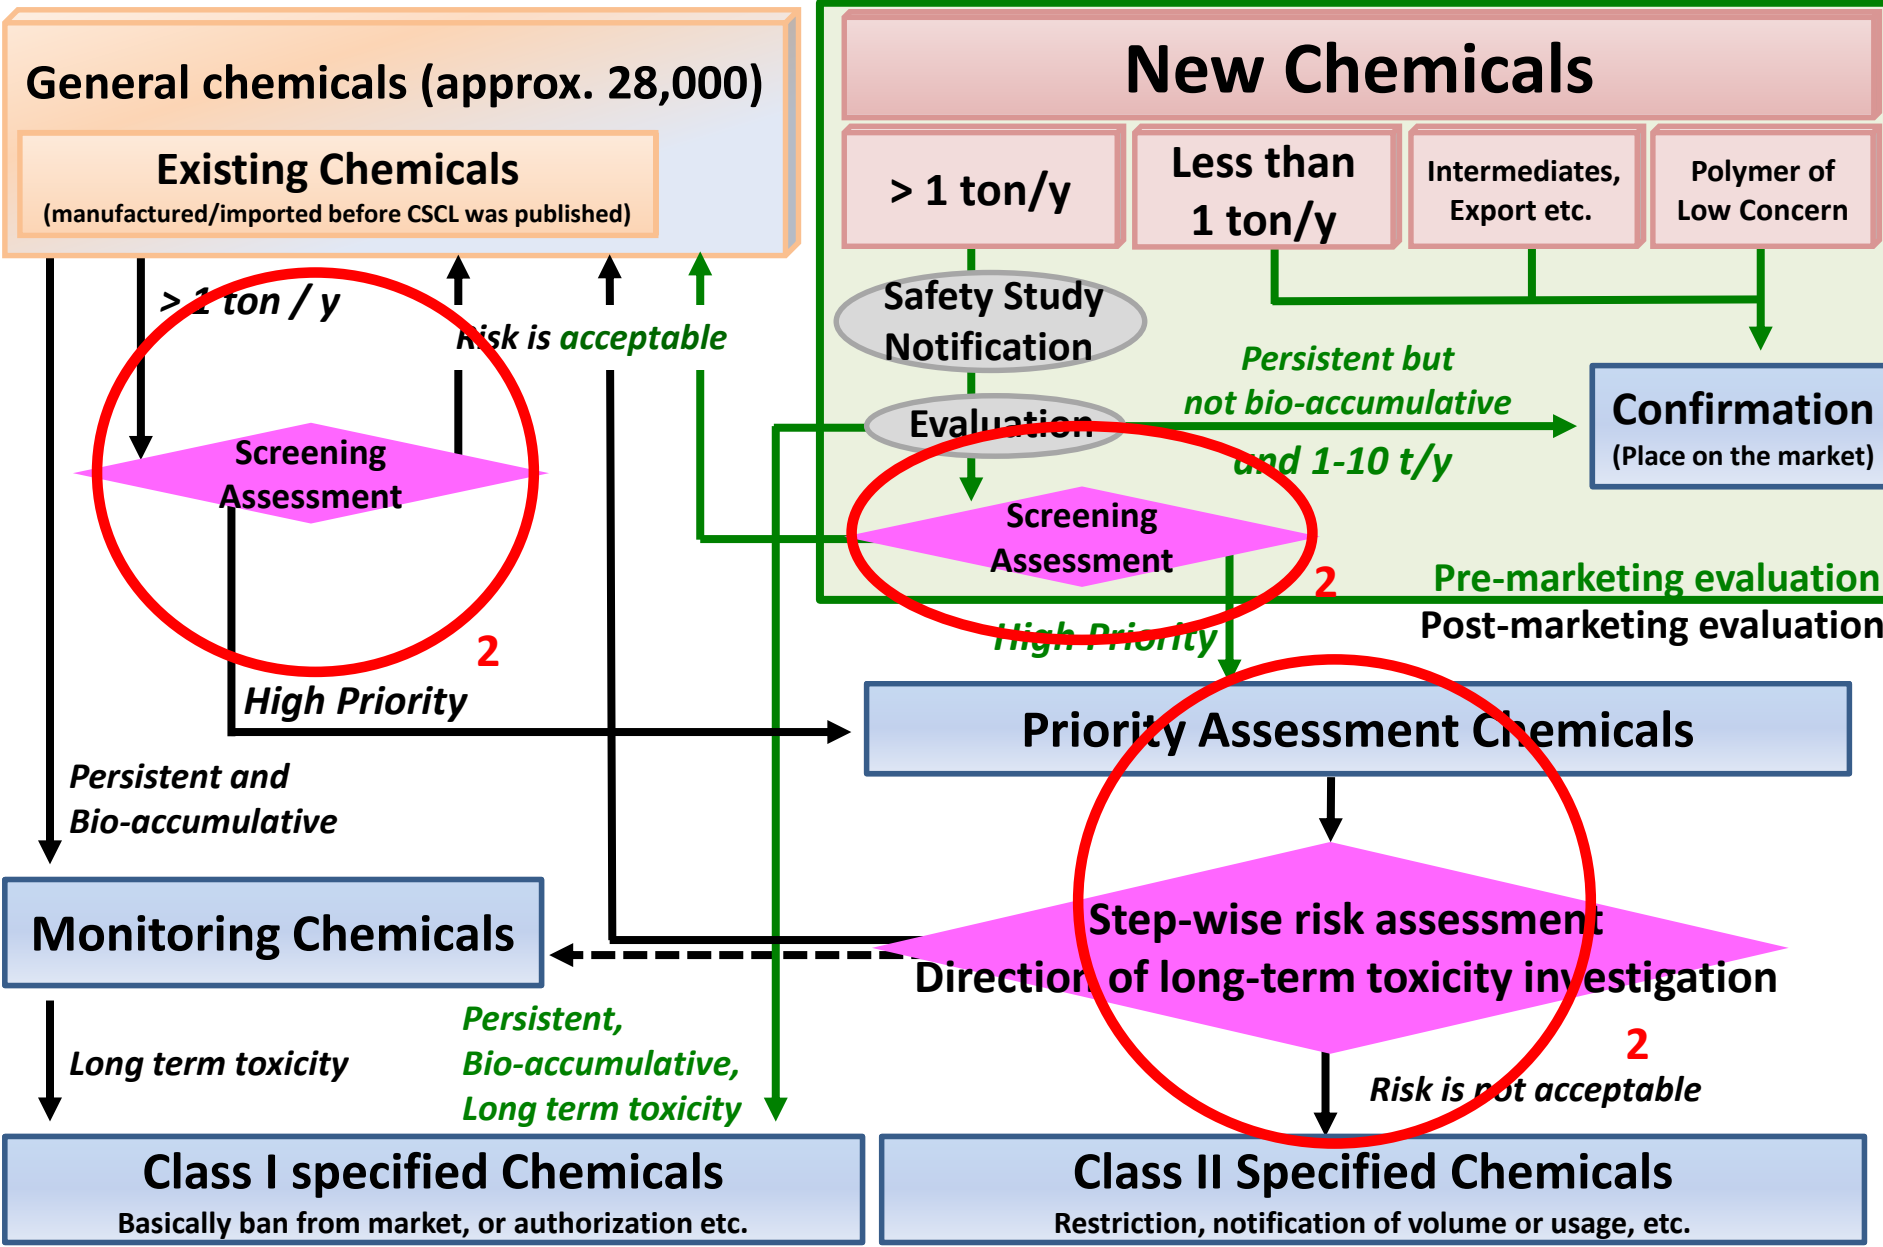 General chemicals (approx. 28,000)
Existing Chemicals
(manufactured/imported before CSCL was published)
New Chemicals
> 1 ton/y
Less than
1 ton/y
Intermediates,
Export etc.
Polymer of
Low Concern
> 1 ton / y
Risk is acceptable
Safety Study
Notification
Evaluation
Persistent but
not bio-accumulative
and 1-10 t/y
Confirmation
(Place on the market)
Screening
Assessment
2
Screening
Assessment
2
Pre-marketing evaluation
Post-marketing evaluation
High Priority
High Priority
Priority Assessment Chemicals
Persistent and
Bio-accumulative
Monitoring Chemicals
Step-wise risk assessment
Direction of long-term toxicity investigation
2
Long term toxicity
Persistent,
Bio-accumulative,
Long term toxicity
Risk is not acceptable
Class I specified Chemicals
Basically ban from market, or authorization etc.
Class II Specified Chemicals
Restriction, notification of volume or usage, etc.